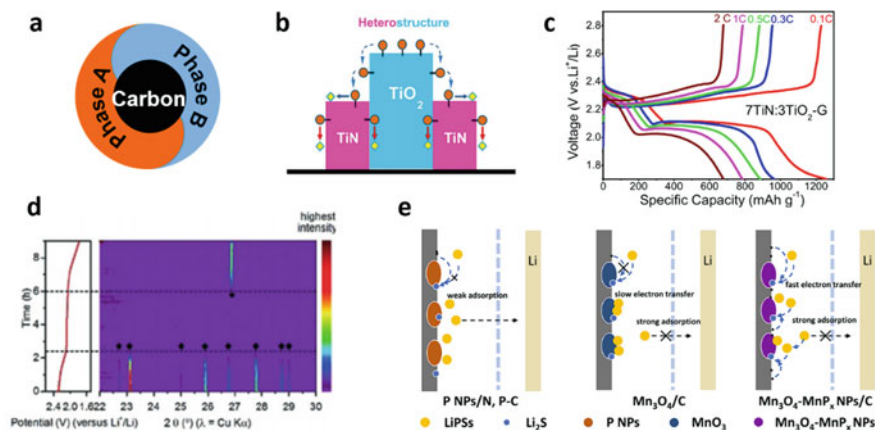 a
Phase A
Carbon
Phase B
b
Heterostructure
TiO2
TiN
TiN
c
2 C 1C 0.5C 0.3C 0.1C
Voltage (V vs.Li+/Li)
2.8
2.6
2.4
2.2
2.0
1.8
7TiN:3TiO2-G
0 200 400 600 800 1000 1200
Specific Capacity (mAh g-1)
d
highest
intensity
Time (h)
8
6
4
2
0
2.4 2.0 1.6
22 23 24 25 26 27 28 29 30
Potential (V) (versus Li+/Li)
2 θ (°) (λ = Cu Kα)
e
Li
weak adsorption
P NPs/N, P-C
Li
slow electron transfer
strong adsorption
Mn3O4/C
Li
fast electron transfer
strong adsorption
Mn3O4-MnPx NPs/C
LiPSs
Li2S
P NPs
MnO3
Mn3O4-MnPx NPs